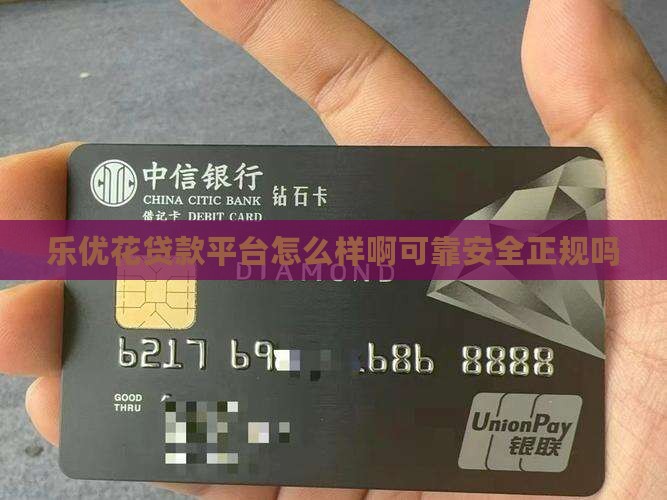 中信银行
CHINA CITIC BANK
钻石卡
借记卡 DEBIT CARD
乐优花贷款平台怎么样啊可靠安全正规吗
DIAMOND
6217 69 686 8888
GOOD
THRU
UnionPay
银联